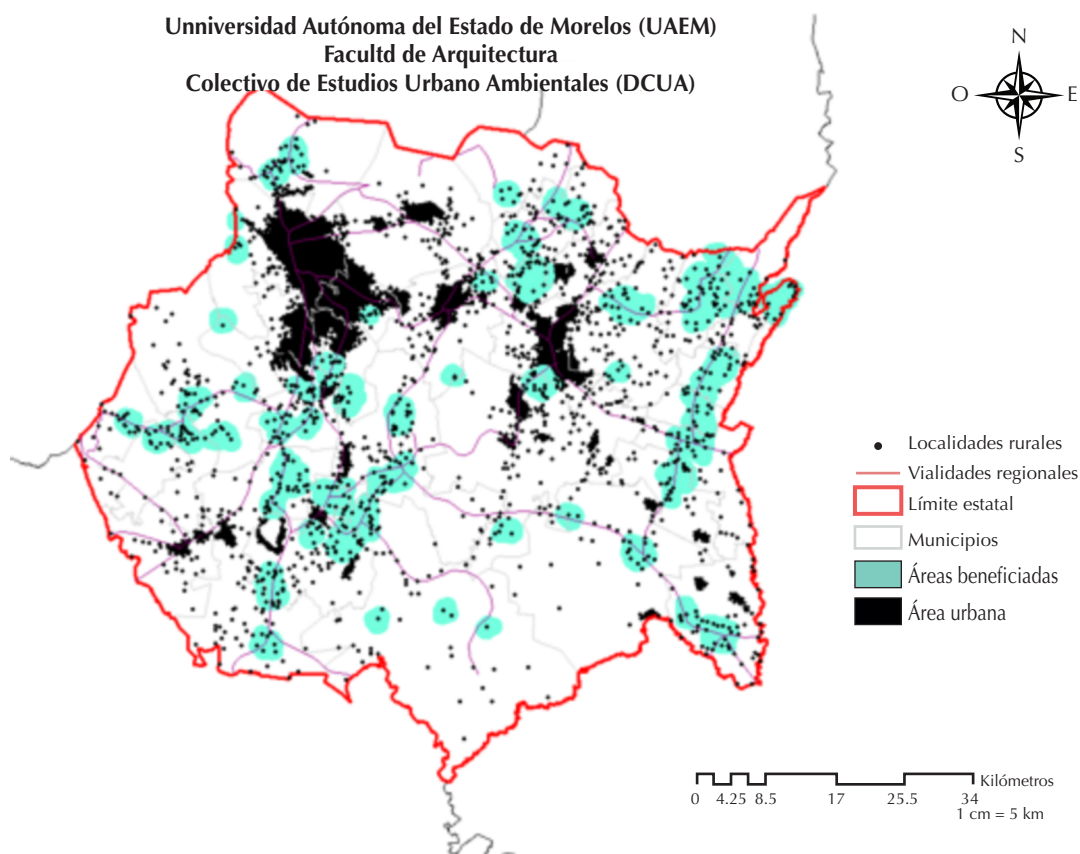 Unniversidad Autónoma del Estado de Morelos (UAEM)
Facultd de Arquitectura
Colectivo de Estudios Urbano Ambientales (DCUA)
N
O
E
S
Localidades rurales
Vialidades regionales
Límite estatal
Municipios
Áreas beneficiadas
Área urbana
Kilómetros
0 4.25 8.5 17 25.5 34
1 cm = 5 km